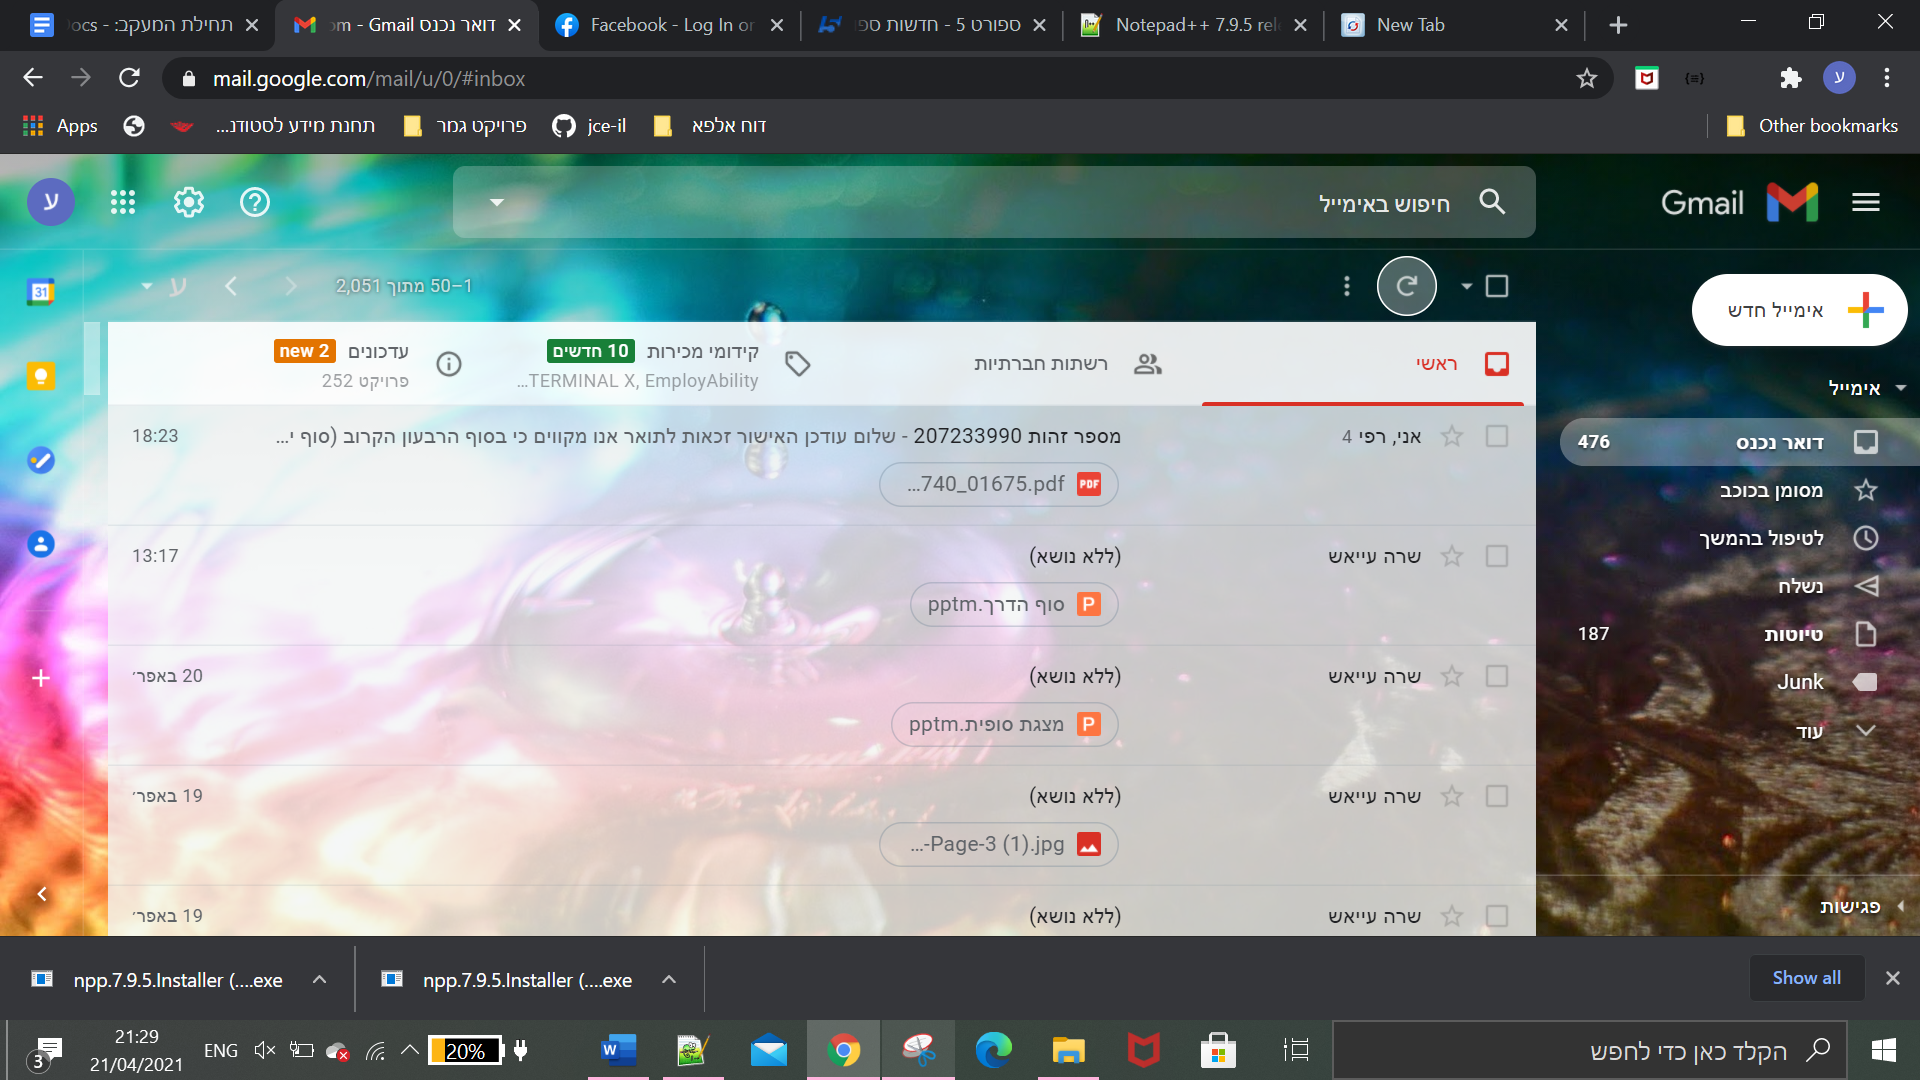 תחילת המעקב: - Docs
דואר נכנס - Gmail
Facebook - Log In or
ספורט 5 - חדשות ספו
Notepad++ 7.9.5 rele
New Tab
mail.google.com/mail/u/0/#inbox
Apps
תחנת מידע לסטודנ...
פרויקט גמר
jce-il
דוח אלפא
Other bookmarks
Gmail
חיפוש באימייל
ע
1–50 מתוך 2,051
ע
אימייל חדש
ראשי
רשתות חברתיות
קידומי מכירות 10 חדשים
TERMINAL X, EmployAbility...
עדכונים 2 new
פרויקט 252
אני, רפי 4
מספר זהות 207233990 - שלום עודכן האישור זכאות לתואר אנו מקווים כי בסוף הרבעון הקרוב (סוף י...
18:23
...740_01675.pdf
שרה עייאש
(ללא נושא)
13:17
סוף הדרך.pptm
שרה עייאש
(ללא נושא)
20 באפר׳
מצגת סופית.pptm
שרה עייאש
(ללא נושא)
19 באפר׳
...-Page-3 (1).jpg
שרה עייאש
(ללא נושא)
19 באפר׳
אימייל
דואר נכנס 476
מסומן בכוכב
לטיפול בהמשך
נשלח
טיוטות 187
Junk
עוד
פגישות
npp.7.9.5.Installer (....exe
npp.7.9.5.Installer (....exe
Show all
3
21:29
21/04/2021
ENG
20%
הקלד כאן כדי לחפש